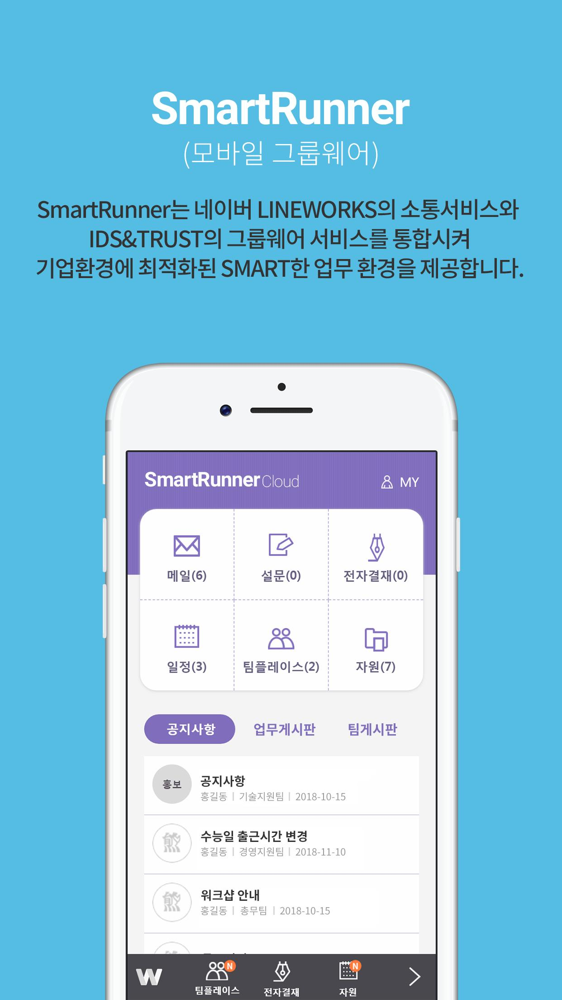 SmartRunner
(모바일 그룹웨어)
SmartRunner는 네이버 LINEWORKS의 소통서비스와
IDS&TRUST의 그룹웨어 서비스를 통합시켜
기업환경에 최적화된 SMART한 업무 환경을 제공합니다.
SmartRunner Cloud
MY
메일(6) 설문(0) 전자결재(0)
일정(3) 팀플레이스(2) 자원(7)
공지사항 업무게시판 팀게시판
홍보
공지사항
홍길동 | 기술지원팀 | 2018-10-15
수능일 출근시간 변경
홍길동 | 경영지원팀 | 2018-11-10
워크샵 안내
홍길동 | 총무팀 | 2018-10-15
W
N N
팀플레이스 전자결재 자원